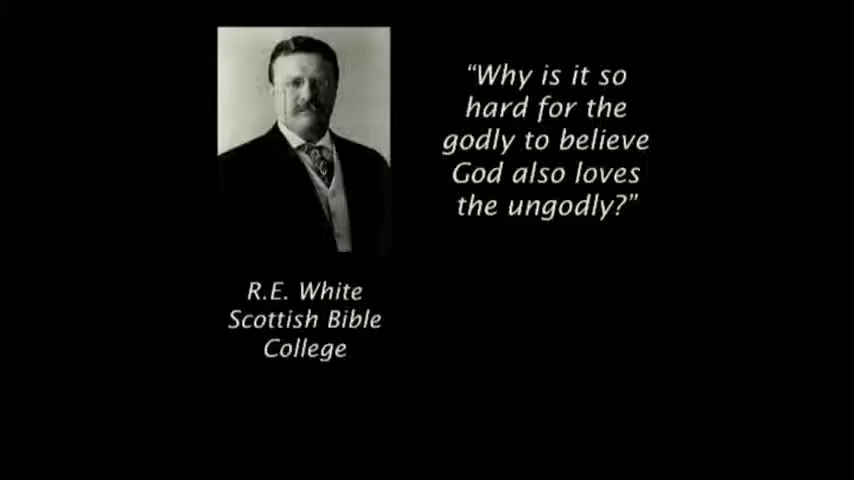 “Why is it so
hard for the
godly to believe
God also loves
the ungodly?”
R.E. White
Scottish Bible
College